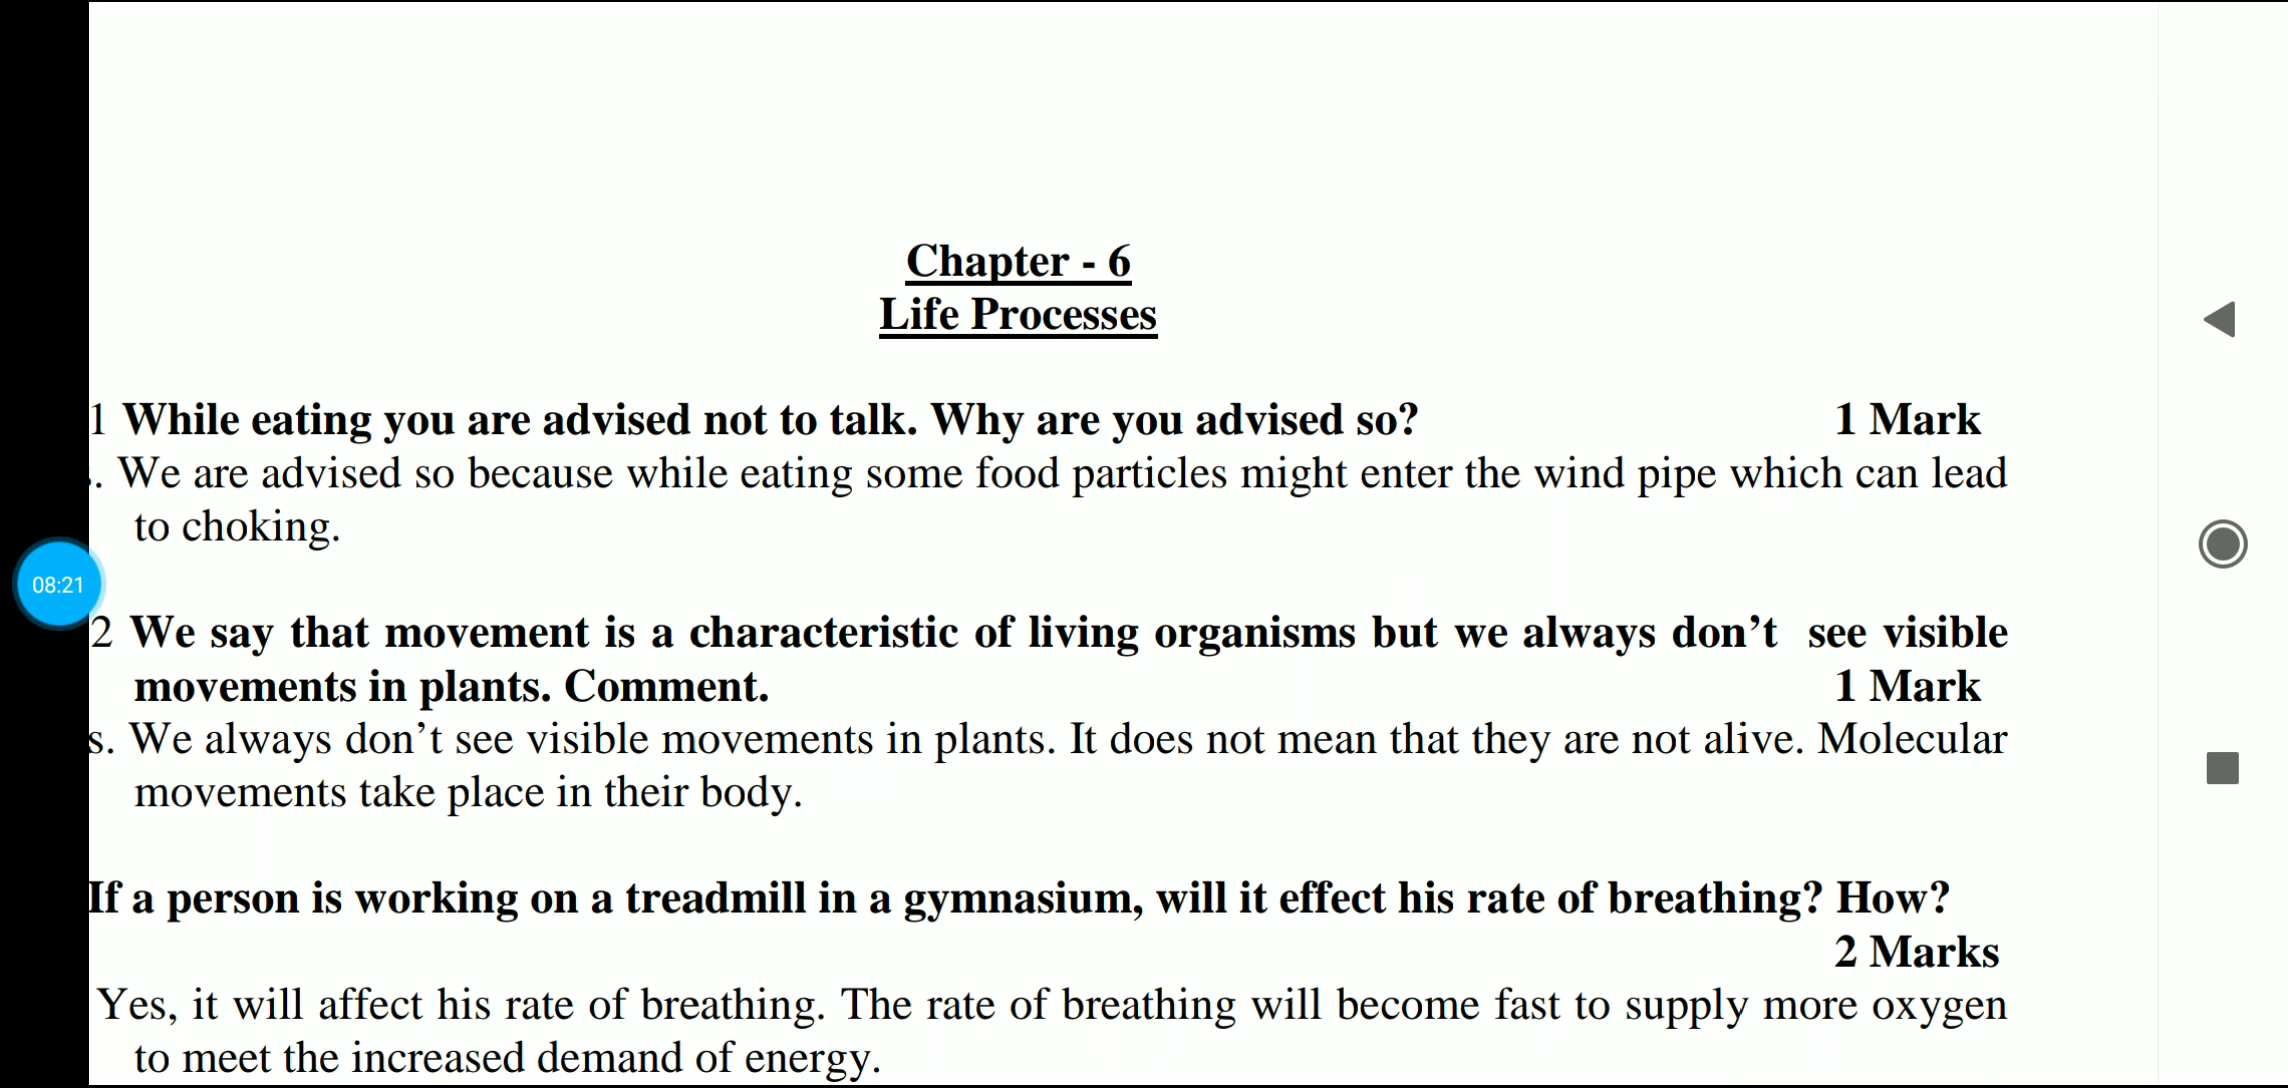 Chapter - 6
Life Processes
1 While eating you are advised not to talk. Why are you advised so? 1 Mark
. We are advised so because while eating some food particles might enter the wind pipe which can lead
to choking.
08:21
2 We say that movement is a characteristic of living organisms but we always don’t see visible
movements in plants. Comment. 1 Mark
s. We always don’t see visible movements in plants. It does not mean that they are not alive. Molecular
movements take place in their body.
If a person is working on a treadmill in a gymnasium, will it effect his rate of breathing? How?
2 Marks
Yes, it will affect his rate of breathing. The rate of breathing will become fast to supply more oxygen
to meet the increased demand of energy.